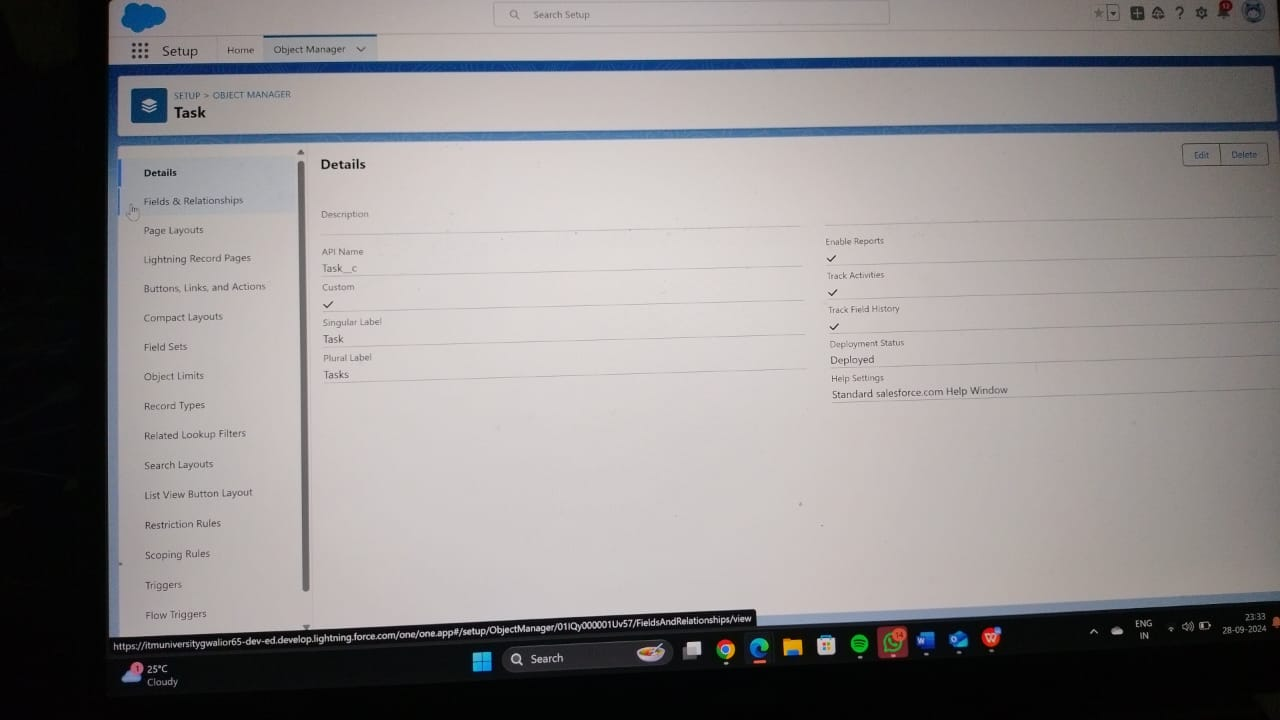 Search Setup
12
Setup
Home
Object Manager
SETUP > OBJECT MANAGER
Task
Details
Fields & Relationships
Page Layouts
Lightning Record Pages
Buttons, Links, and Actions
Compact Layouts
Field Sets
Object Limits
Record Types
Related Lookup Filters
Search Layouts
List View Button Layout
Restriction Rules
Scoping Rules
Triggers
Flow Triggers
Details
Edit
Delete
Description
API Name
Task__c
Custom
Singular Label
Task
Plural Label
Tasks
Enable Reports
Track Activities
Track Field History
Deployment Status
Deployed
Help Settings
Standard salesforce.com Help Window
https://itmuniversitygwalior65-dev-ed.develop.lightning.force.com/one/one.app#/setup/ObjectManager/01IQy000001Uv57/FieldsAndRelationships/view
1
25°C
Cloudy
Search
14
ENG
IN
23:33
28-09-2024